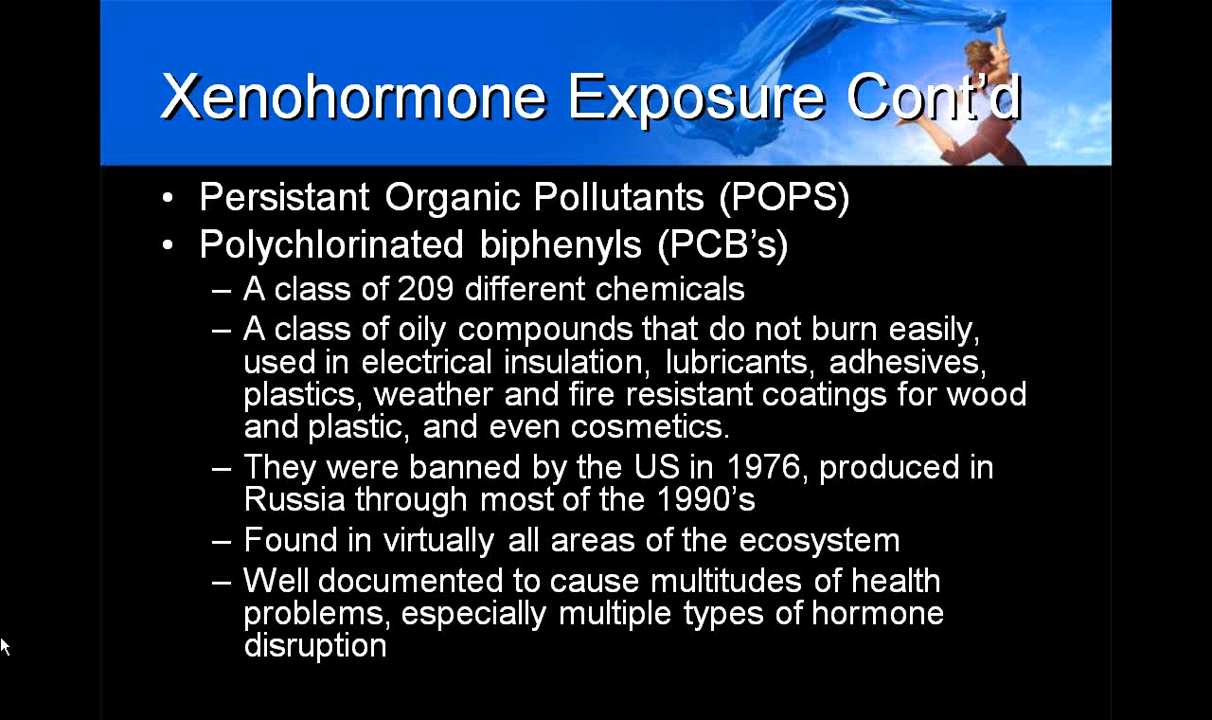 Xenohormone Exposure Cont'd
• Persistant Organic Pollutants (POPS)
• Polychlorinated biphenyls (PCB's)
– A class of 209 different chemicals
– A class of oily compounds that do not burn easily,
used in electrical insulation, lubricants, adhesives,
plastics, weather and fire resistant coatings for wood
and plastic, and even cosmetics.
– They were banned by the US in 1976, produced in
Russia through most of the 1990's
– Found in virtually all areas of the ecosystem
– Well documented to cause multitudes of health
problems, especially multiple types of hormone
disruption